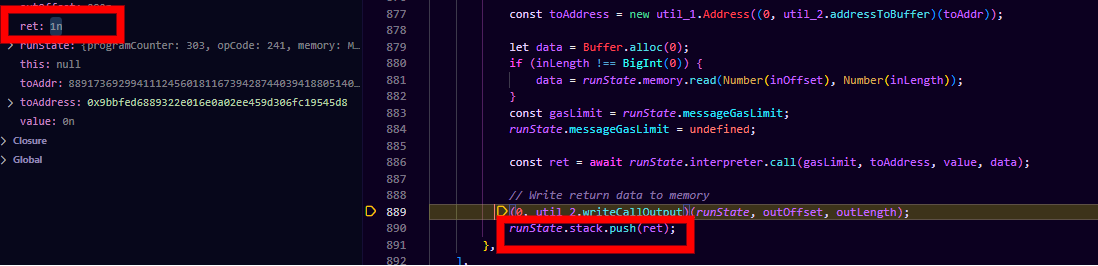 ret: 1n
runState: {programCounter: 303, opCode: 241, memory: M…
this: null
toAddr: 8891736929941112456018116739428744039418805140…
toAddress: 0x9bbfed6889322e016e0a02ee459d306fc19545d8
value: 0n
Closure
Global
877 const toAddress = new util_1.Address((0, util_2.addressToBuffer)(toAddr));
878
879 let data = Buffer.alloc(0);
880 if (inLength !== BigInt(0)) {
881 data = runState.memory.read(Number(inOffset), Number(inLength));
882 }
883 const gasLimit = runState.messageGasLimit;
884 runState.messageGasLimit = undefined;
885
886 const ret = await runState.interpreter.call(gasLimit, toAddress, value, data);
887
888 // Write return data to memory
889 (0, util_2.writeCallOutput)(runState, outOffset, outLength);
890 runState.stack.push(ret);
891 },
892 ],